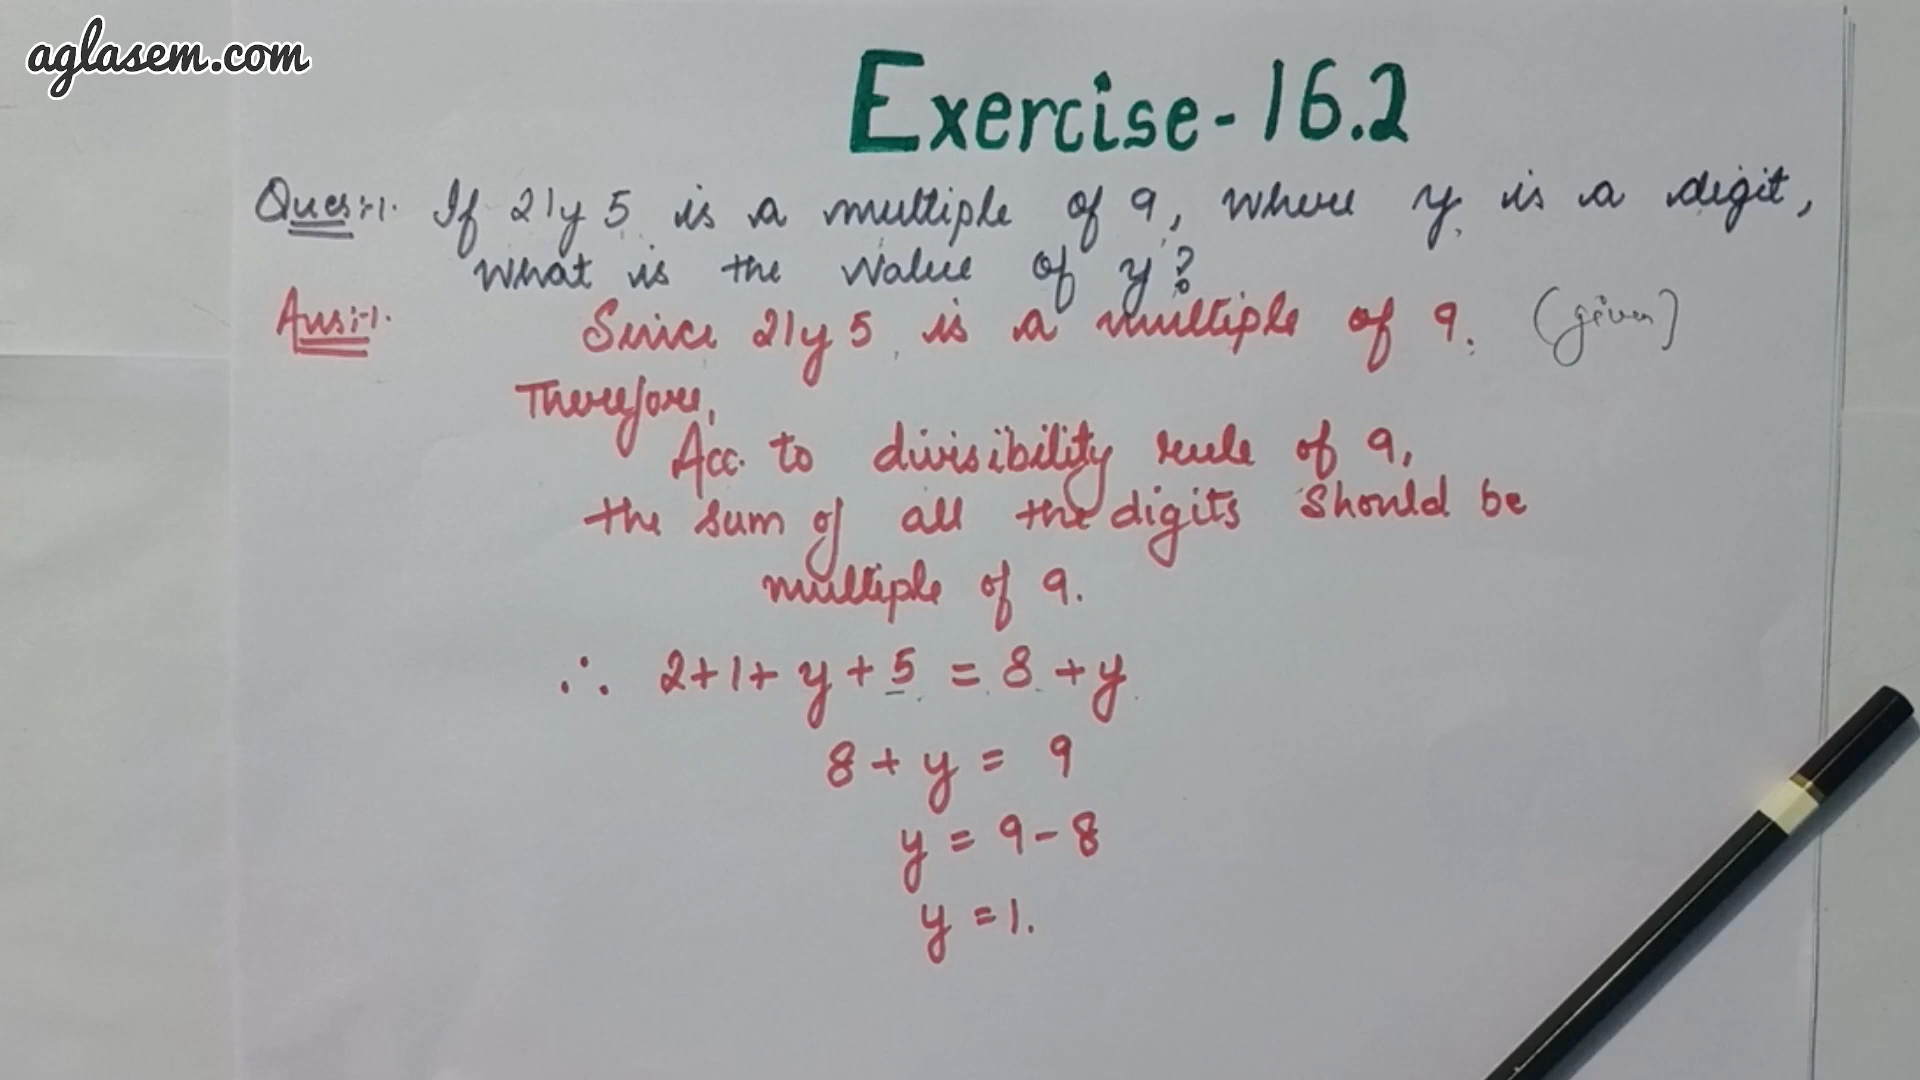 aglasem.com
Exercise-16.2
Ques:-1. If 21y5 is a multiple of 9, where y is a digit,
what is the value of y?
Ans:-1. Since 21y5 is a multiple of 9. (given)
Therefore,
Acc. to divisibility rule of 9,
the sum of all the digits should be
multiple of 9.
∴ 2+1+y+5 = 8+y
8+y = 9
y = 9-8
y = 1.